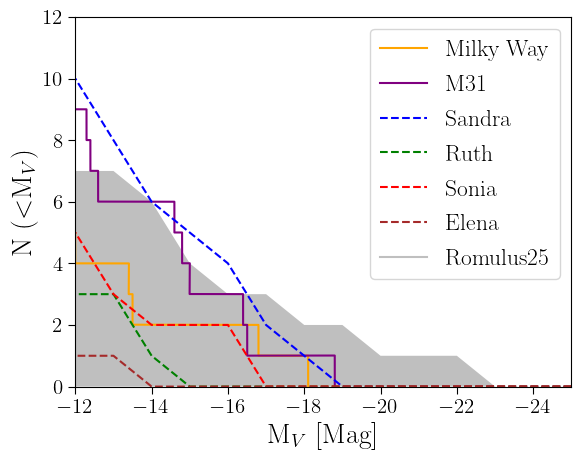 12
10
8
6
4
2
0
N (<M_V)
−12 −14 −16 −18 −20 −22 −24
M_V [Mag]
Milky Way
M31
Sandra
Ruth
Sonia
Elena
Romulus25